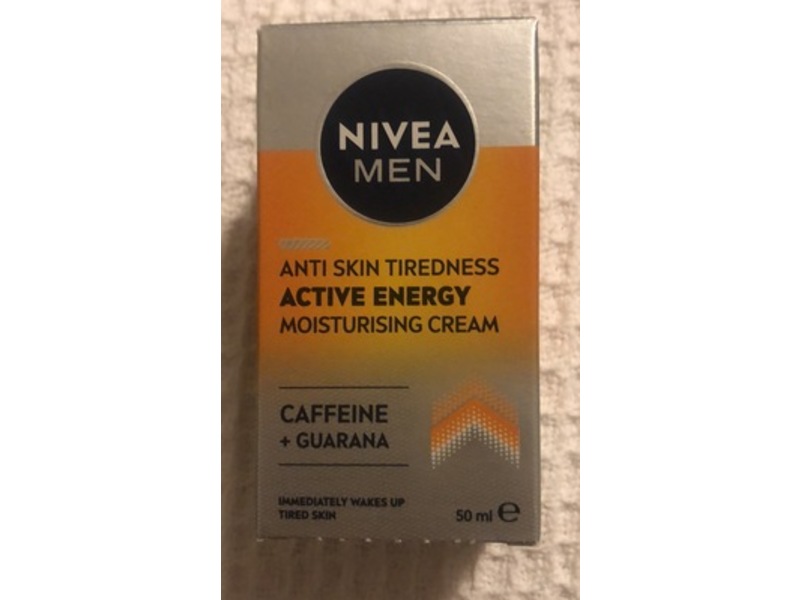 NIVEA
MEN
ANTI SKIN TIREDNESS
ACTIVE ENERGY
MOISTURISING CREAM
CAFFEINE
+ GUARANA
IMMEDIATELY WAKES UP
TIRED SKIN
50 ml ℮